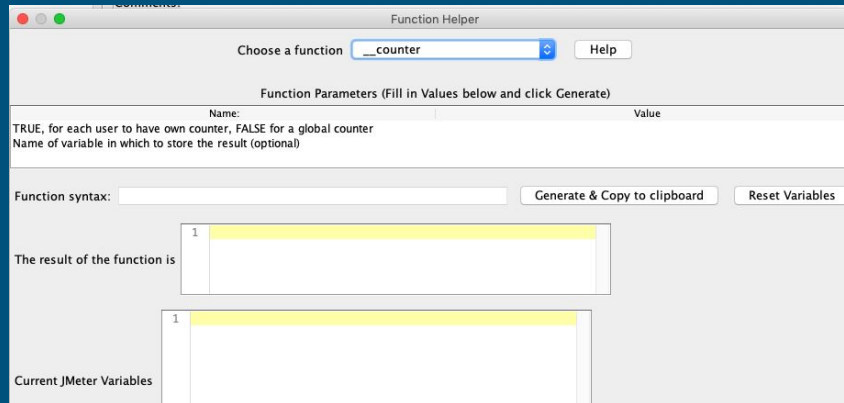 Comments:
Function Helper
Choose a function __counter Help
Function Parameters (Fill in Values below and click Generate)
Name: Value
TRUE, for each user to have own counter, FALSE for a global counter
Name of variable in which to store the result (optional)
Function syntax: Generate & Copy to clipboard Reset Variables
1
The result of the function is
1
Current JMeter Variables